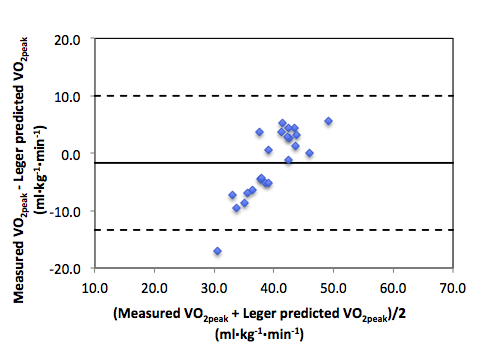 Measured VO2peak - Leger predicted VO2peak
(ml·kg-1·min-1)
20.0
10.0
0.0
-10.0
-20.0
10.0 20.0 30.0 40.0 50.0 60.0 70.0
(Measured VO2peak + Leger predicted VO2peak)/2
(ml·kg-1·min-1)